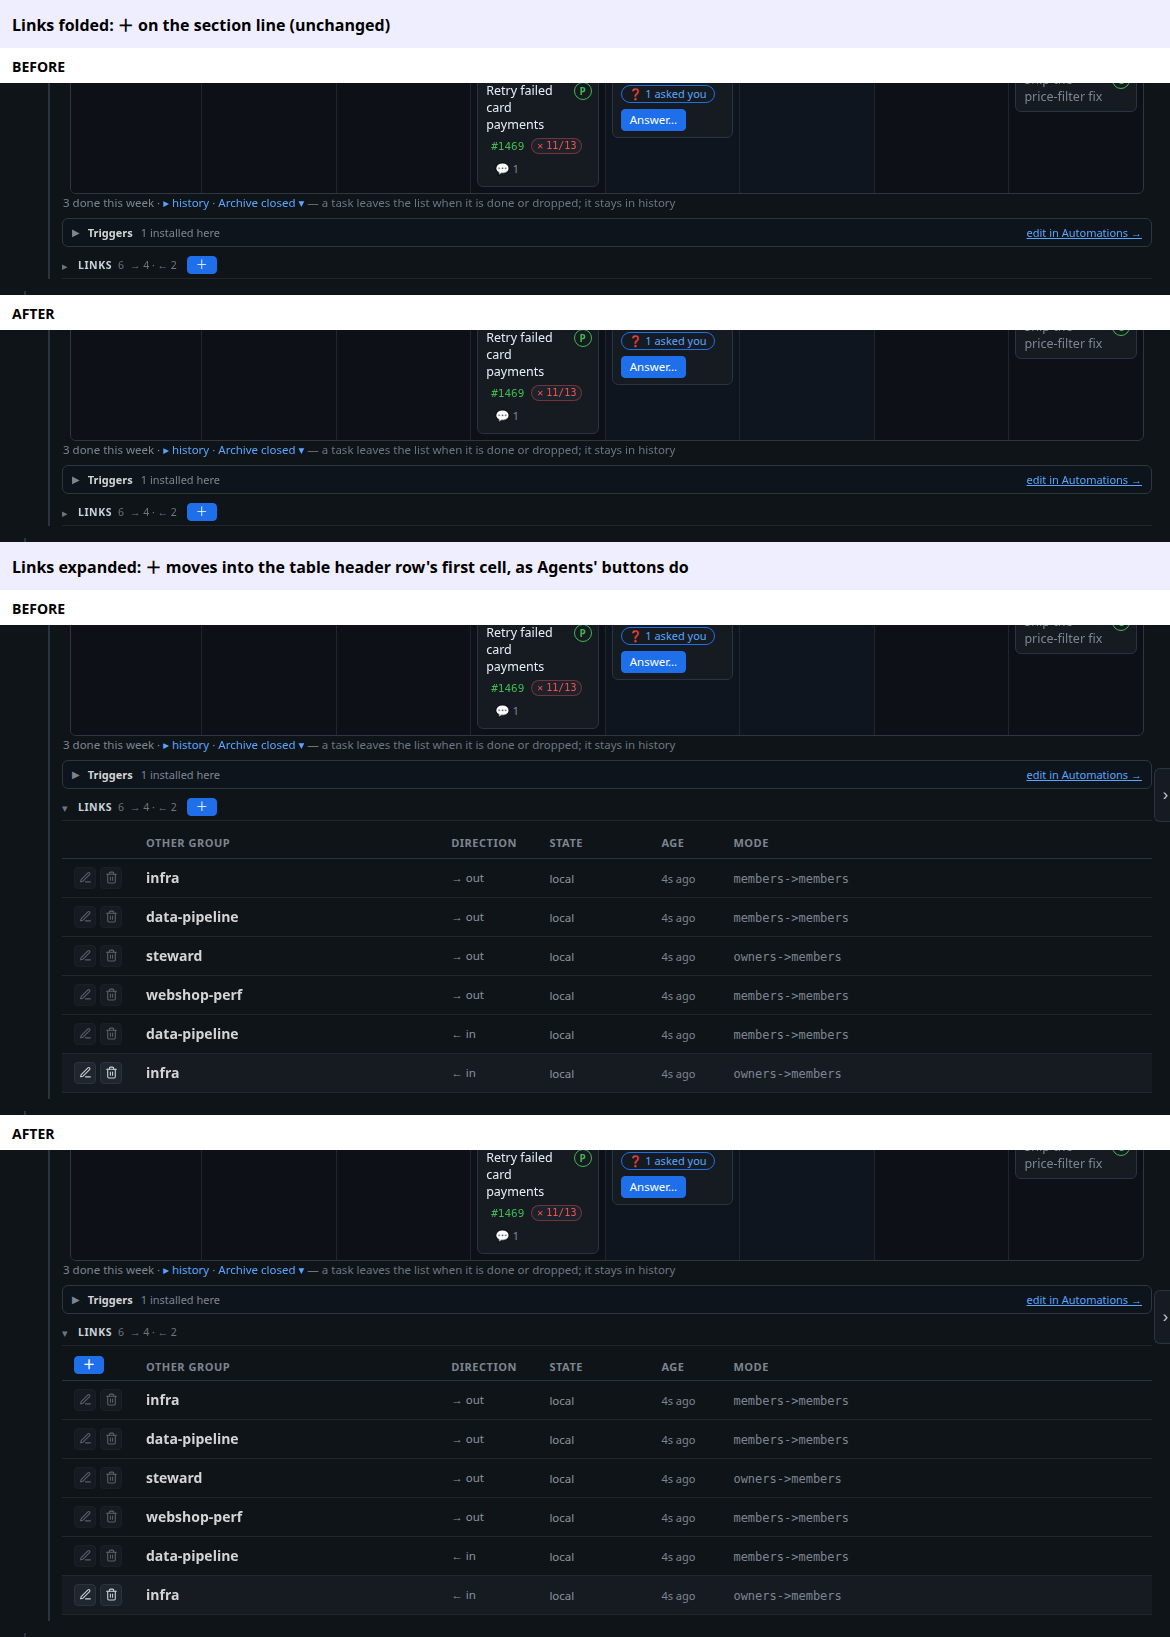 Links folded: + on the section line (unchanged)
BEFORE
Retry failed card payments P
#1469 × 11/13
💬 1
❓ 1 asked you
Answer...
price-filter fix
3 done this week · ▸ history · Archive closed ▾ — a task leaves the list when it is done or dropped; it stays in history
▶ Triggers 1 installed here edit in Automations →
▸ LINKS 6 → 4 · ← 2 +
AFTER
Retry failed card payments P
#1469 × 11/13
💬 1
❓ 1 asked you
Answer...
price-filter fix
3 done this week · ▸ history · Archive closed ▾ — a task leaves the list when it is done or dropped; it stays in history
▶ Triggers 1 installed here edit in Automations →
▸ LINKS 6 → 4 · ← 2 +
Links expanded: + moves into the table header row's first cell, as Agents' buttons do
BEFORE
Retry failed card payments P
#1469 × 11/13
💬 1
❓ 1 asked you
Answer...
price-filter fix
3 done this week · ▸ history · Archive closed ▾ — a task leaves the list when it is done or dropped; it stays in history
▶ Triggers 1 installed here edit in Automations →
▾ LINKS 6 → 4 · ← 2 +
OTHER GROUP DIRECTION STATE AGE MODE
infra → out local 4s ago members->members
data-pipeline → out local 4s ago members->members
steward → out local 4s ago owners->members
webshop-perf → out local 4s ago members->members
data-pipeline ← in local 4s ago members->members
infra ← in local 4s ago owners->members
AFTER
Retry failed card payments P
#1469 × 11/13
💬 1
❓ 1 asked you
Answer...
price-filter fix
3 done this week · ▸ history · Archive closed ▾ — a task leaves the list when it is done or dropped; it stays in history
▶ Triggers 1 installed here edit in Automations →
▾ LINKS 6 → 4 · ← 2
+ OTHER GROUP DIRECTION STATE AGE MODE
infra → out local 4s ago members->members
data-pipeline → out local 4s ago members->members
steward → out local 4s ago owners->members
webshop-perf → out local 4s ago members->members
data-pipeline ← in local 4s ago members->members
infra ← in local 4s ago owners->members